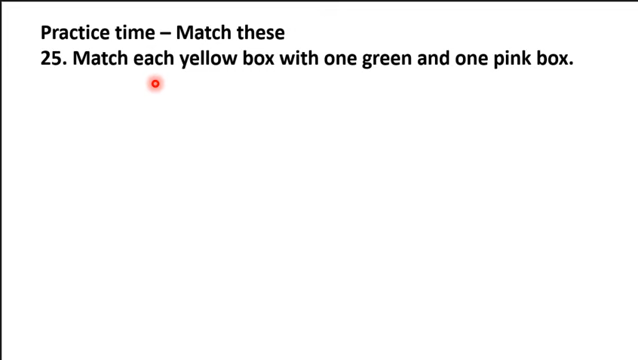 Practice time – Match these
25. Match each yellow box with one green and one pink box.